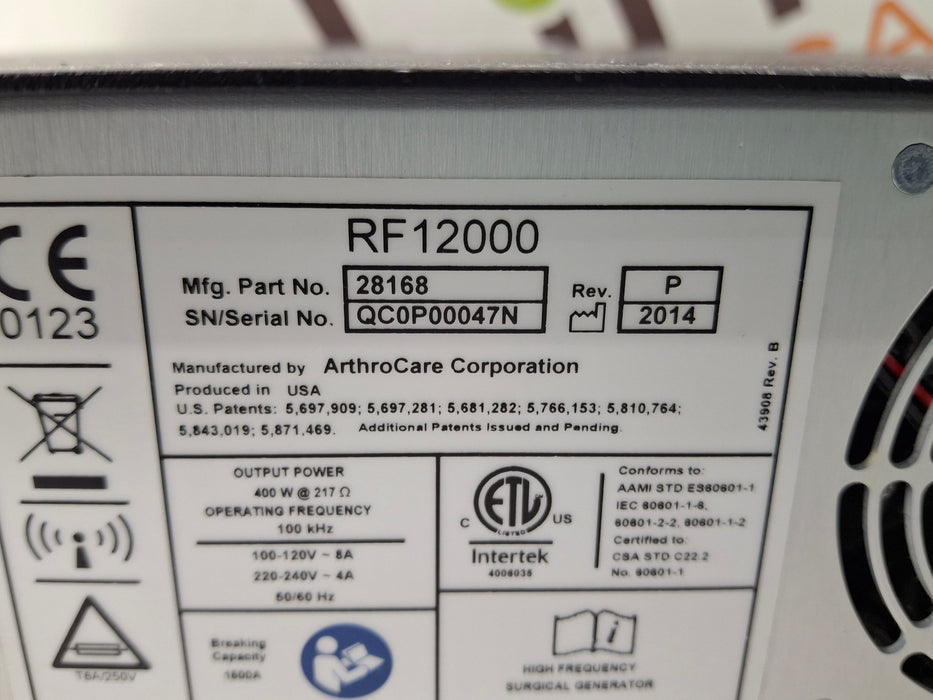 RF12000
Mfg. Part No. 28168
Rev. P
SN/Serial No. QC0P00047N
2014
Manufactured by ArthroCare Corporation
Produced in USA
U.S. Patents: 5,697,909; 5,697,281; 5,681,282; 5,766,153; 5,810,764;
5,843,019; 5,871,469. Additional Patents Issued and Pending.
43908 Rev. B
CE
0123
T6A/250V
OUTPUT POWER
400 W @ 217 Ω
OPERATING FREQUENCY
100 kHz
100-120V ~ 8A
220-240V ~ 4A
50/60 Hz
Breaking
Capacity
1500A
ETL
LISTED
C US
Intertek
4006035
Conforms to:
AAMI STD ES60601-1
IEC 60601-1-8,
60601-2-2, 60601-1-2
Certified to:
CSA STD C22.2
No. 60601-1
i
HIGH FREQUENCY
SURGICAL GENERATOR